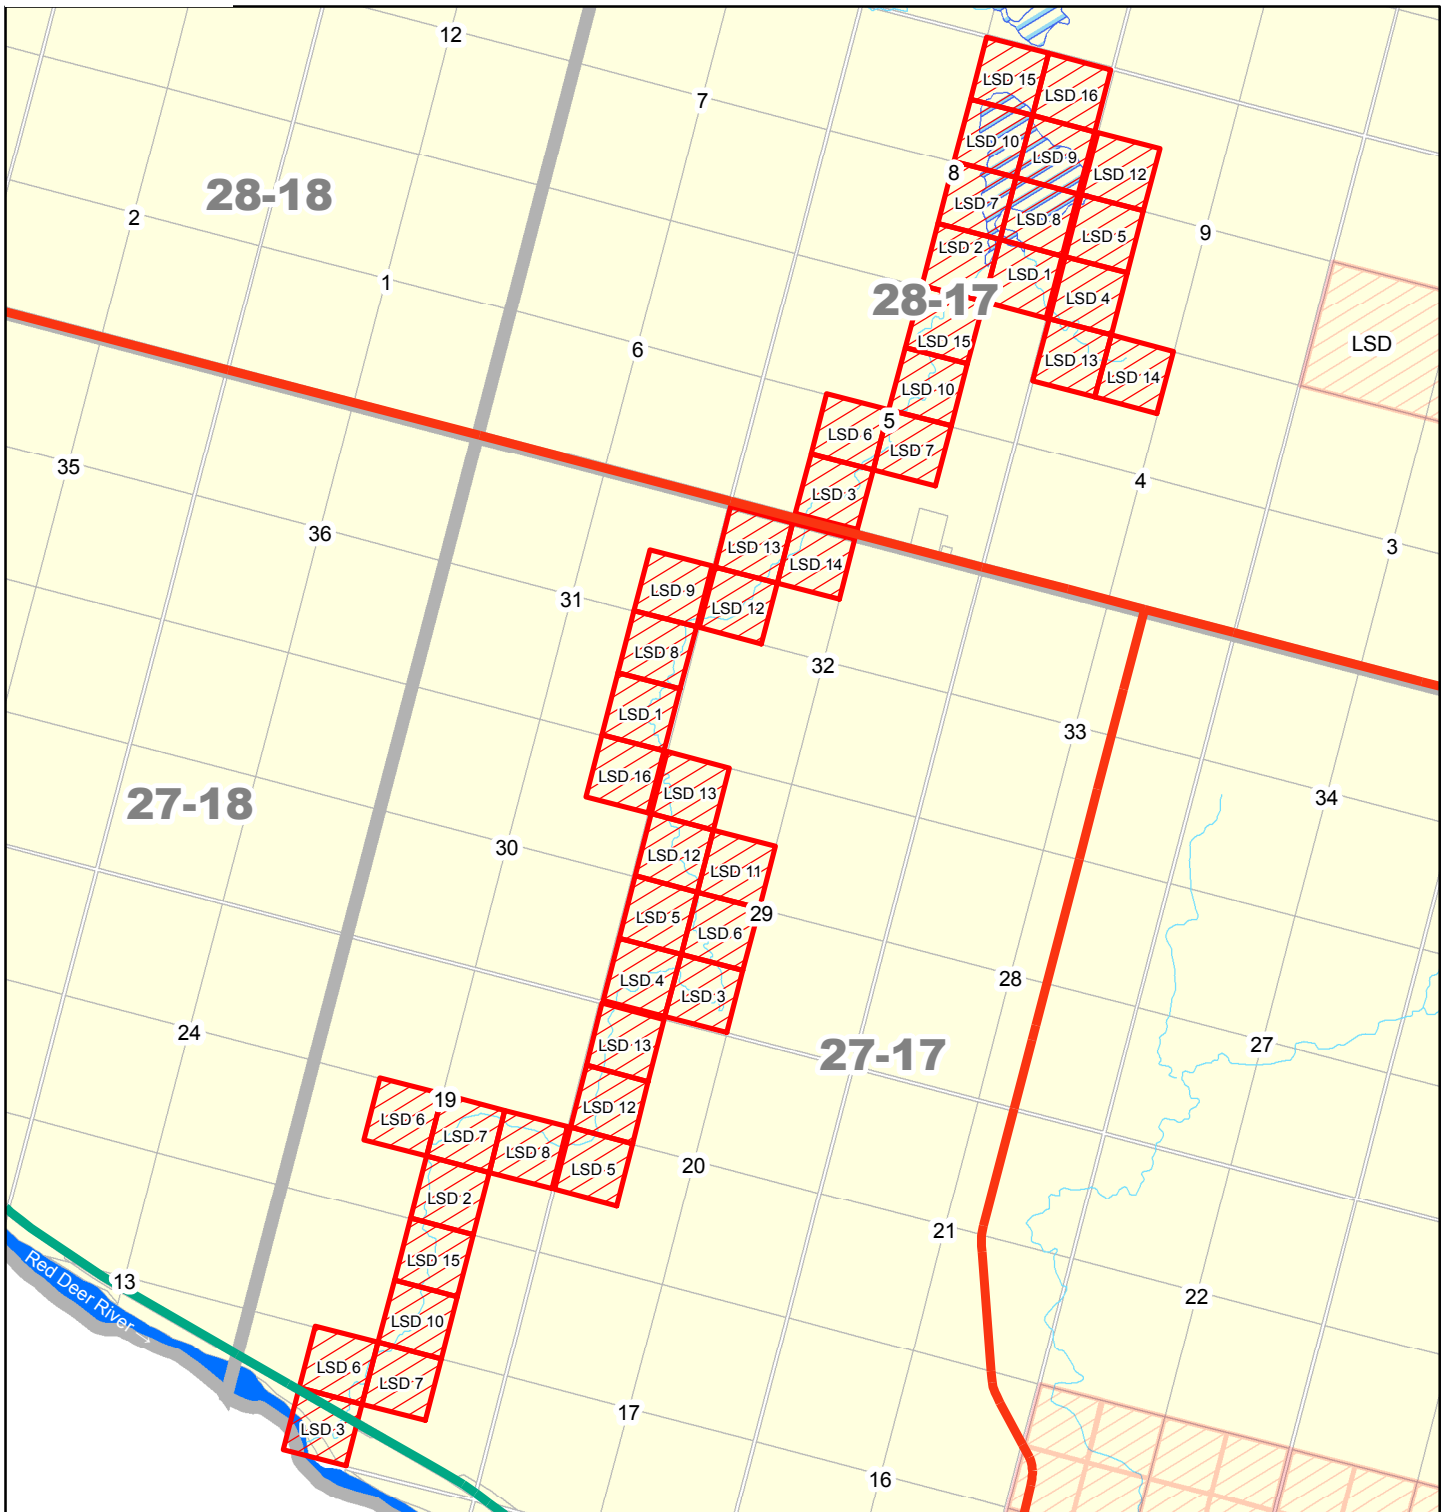 12
7
LSD 15
LSD 16
LSD 10
LSD 9
LSD 12
8
LSD 7
LSD 8
LSD 5
9
28-18
2
LSD 2
LSD 1
LSD 4
1
28-17
LSD
6
LSD 15
LSD 13
LSD 14
LSD 10
5
LSD 6
LSD 7
4
35
LSD 3
36
3
LSD 13
LSD 14
31
LSD 9
LSD 12
32
LSD 8
LSD 1
33
LSD 16
LSD 13
34
27-18
30
LSD 12
LSD 11
29
LSD 5
LSD 6
LSD 4
LSD 3
28
24
LSD 13
27-17
27
19
LSD 6
LSD 7
LSD 8
LSD 12
LSD 5
20
LSD 2
21
LSD 15
13
Red Deer River →
22
LSD 10
LSD 6
LSD 7
17
LSD 3
16